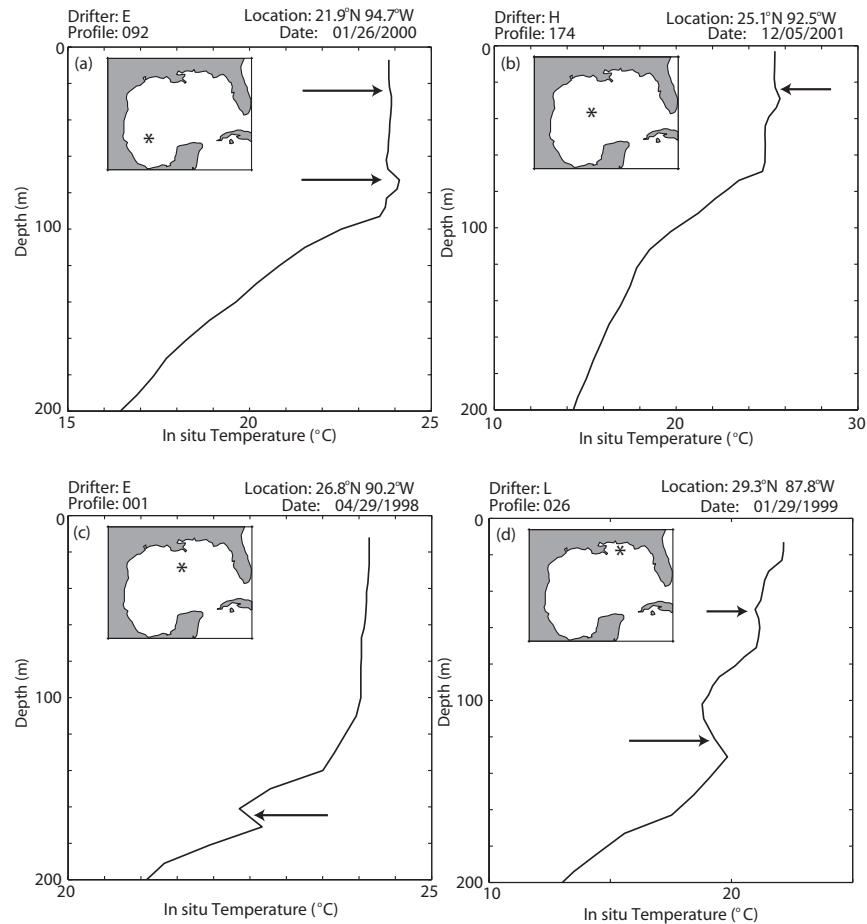 Drifter: E Location: 21.9°N 94.7°W
Profile: 092 Date: 01/26/2000
(a)
0
100
200
Depth (m)
15 20 25
In situ Temperature (°C)
Drifter: H Location: 25.1°N 92.5°W
Profile: 174 Date: 12/05/2001
(b)
0
100
200
Depth (m)
10 20 30
In situ Temperature (°C)
Drifter: E Location: 26.8°N 90.2°W
Profile: 001 Date: 04/29/1998
(c)
0
100
200
Depth (m)
20 25
In situ Temperature (°C)
Drifter: L Location: 29.3°N 87.8°W
Profile: 026 Date: 01/29/1999
(d)
0
100
200
Depth (m)
10 20
In situ Temperature (°C)